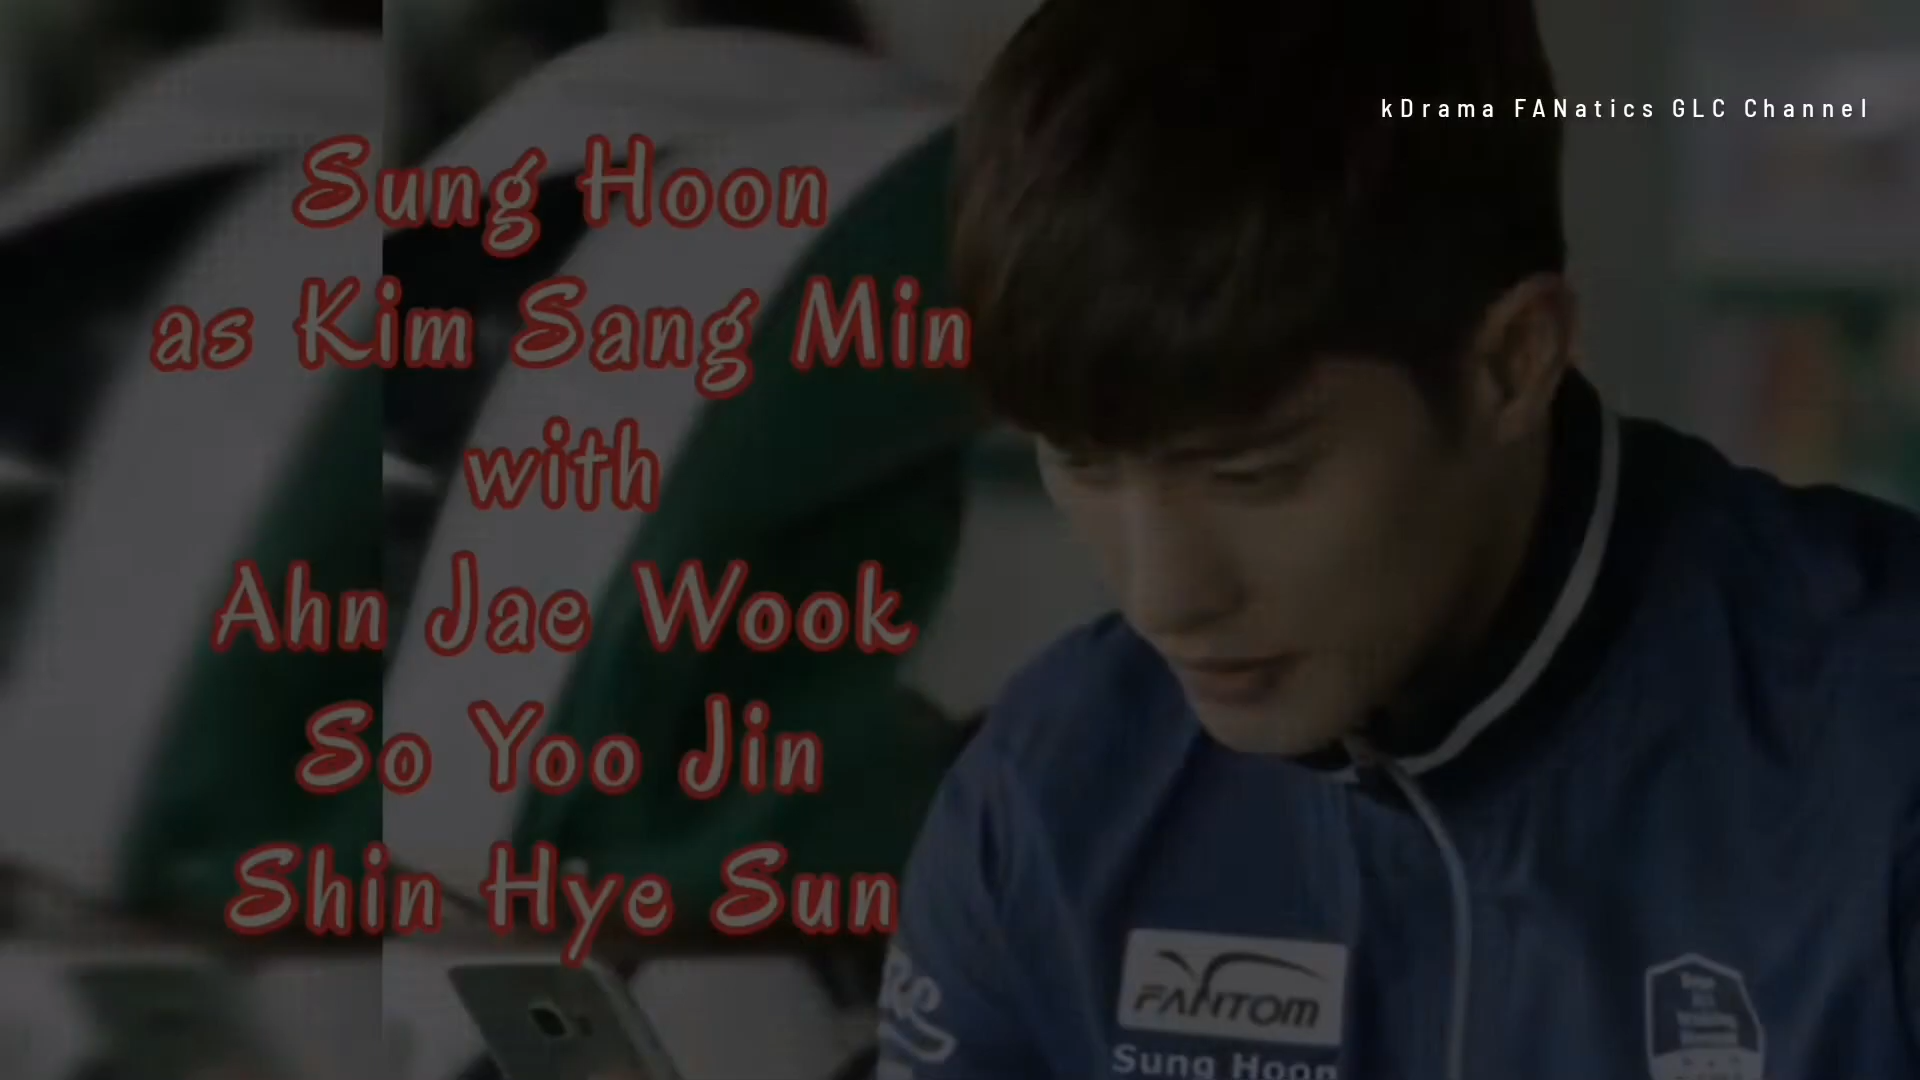 kDrama FANatics GLC Channel
Sung Hoon
as Kim Sang Min
with
Ahn Jae Wook
So Yoo Jin
Shin Hye Sun
FANTOM
Sung Hoon